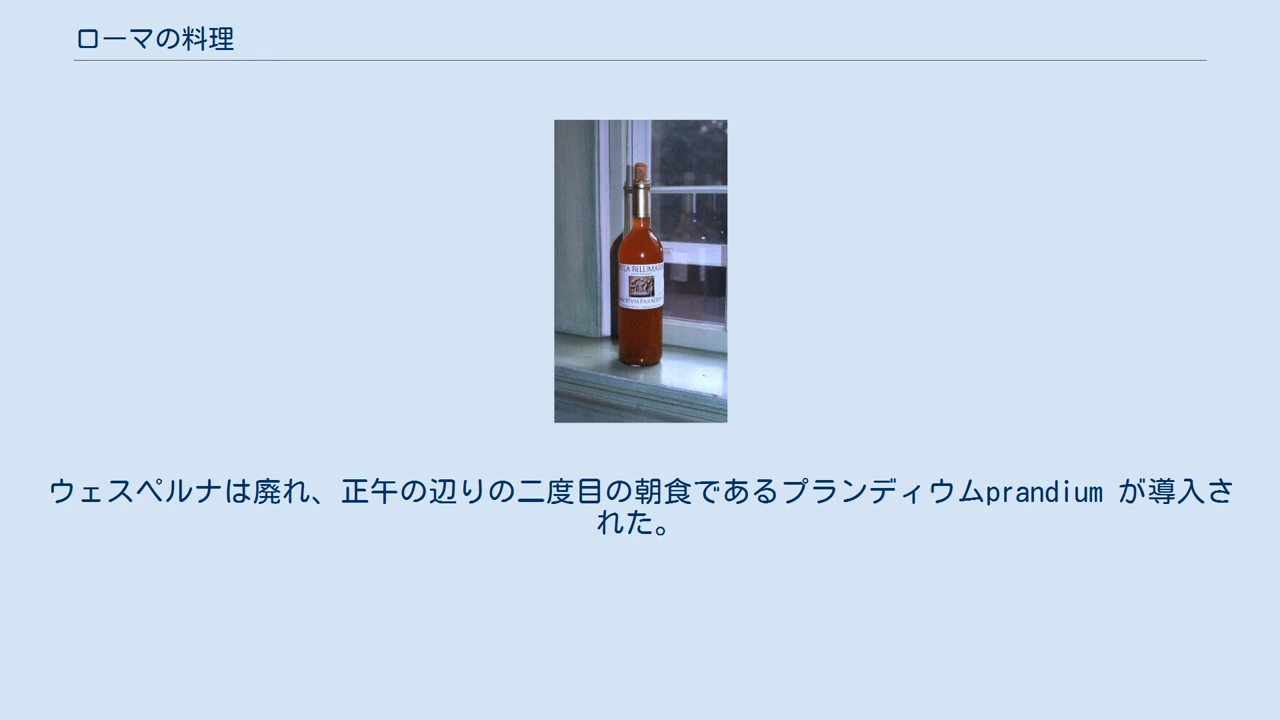 ローマの料理
ウェスペルナは廃れ、正午の辺りの二度目の朝食であるプランディウムprandium が導入さ
れた。